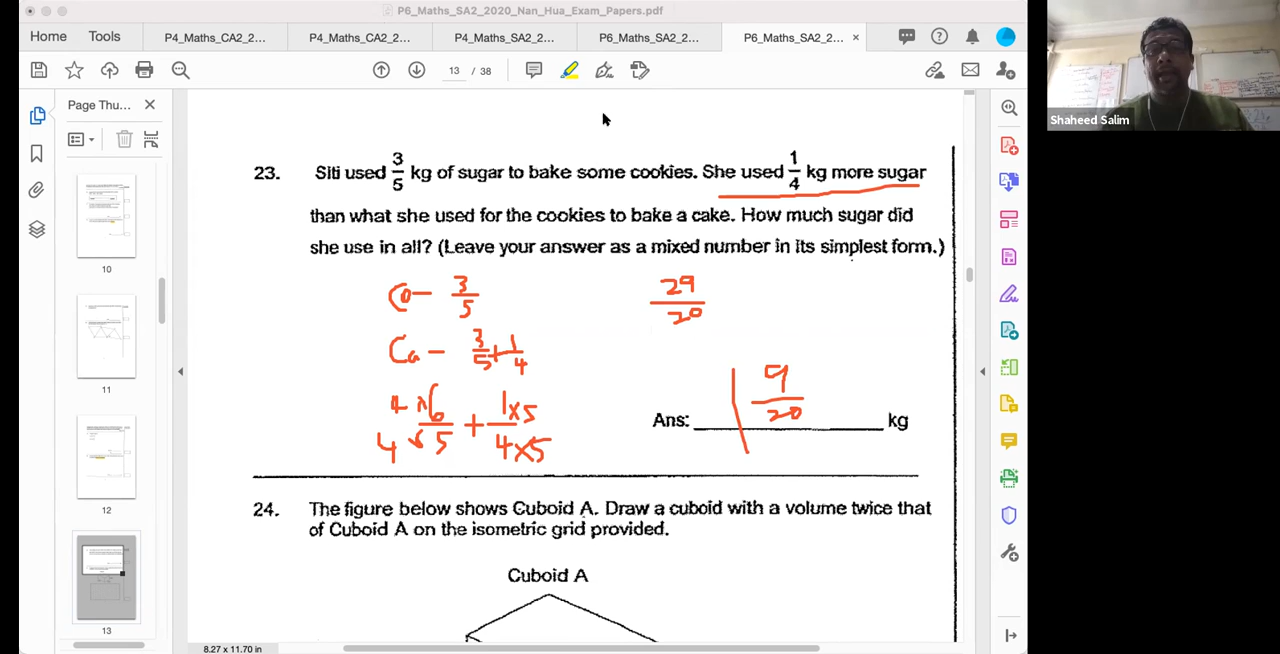 P6_Maths_SA2_2020_Nan_Hua_Exam_Papers.pdf
Home Tools P4_Maths_CA2_2... P4_Maths_CA2_2... P4_Maths_SA2_2... P6_Maths_SA2_2... P6_Maths_SA2_2... ×
13 / 38
Shaheed Salim
Page Thu...
10
11
12
13
23. Siti used 3/5 kg of sugar to bake some cookies. She used 1/4 kg more sugar
than what she used for the cookies to bake a cake. How much sugar did
she use in all? (Leave your answer as a mixed number in its simplest form.)
Co – 3/5
29/20
Ca – 3/5 + 1/4
4×6/4×5 + 1×5/4×5
Ans: 1 9/20 kg
24. The figure below shows Cuboid A. Draw a cuboid with a volume twice that
of Cuboid A on the isometric grid provided.
Cuboid A
8.27 x 11.70 in